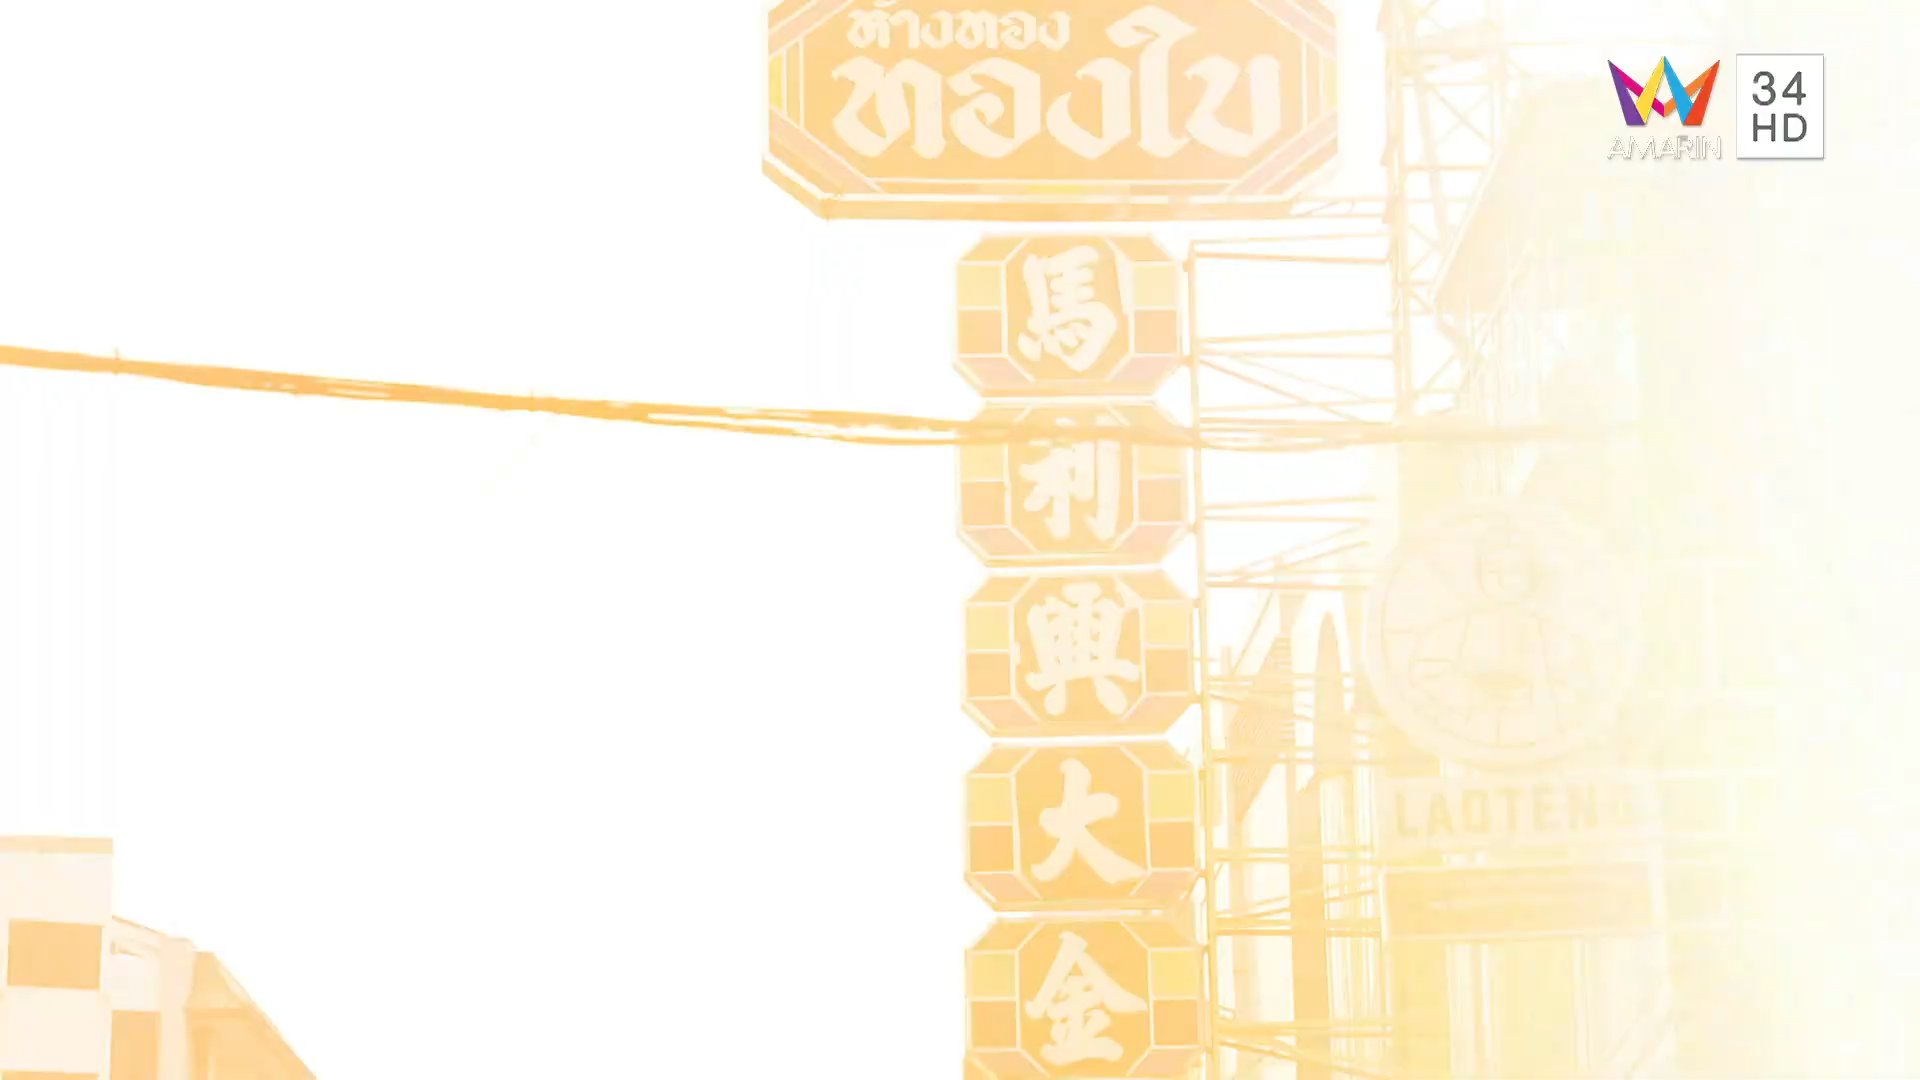 ห้างทอง
ทองใบ
馬
利
興
大
金
LAOTENG
AMARIN
34
HD